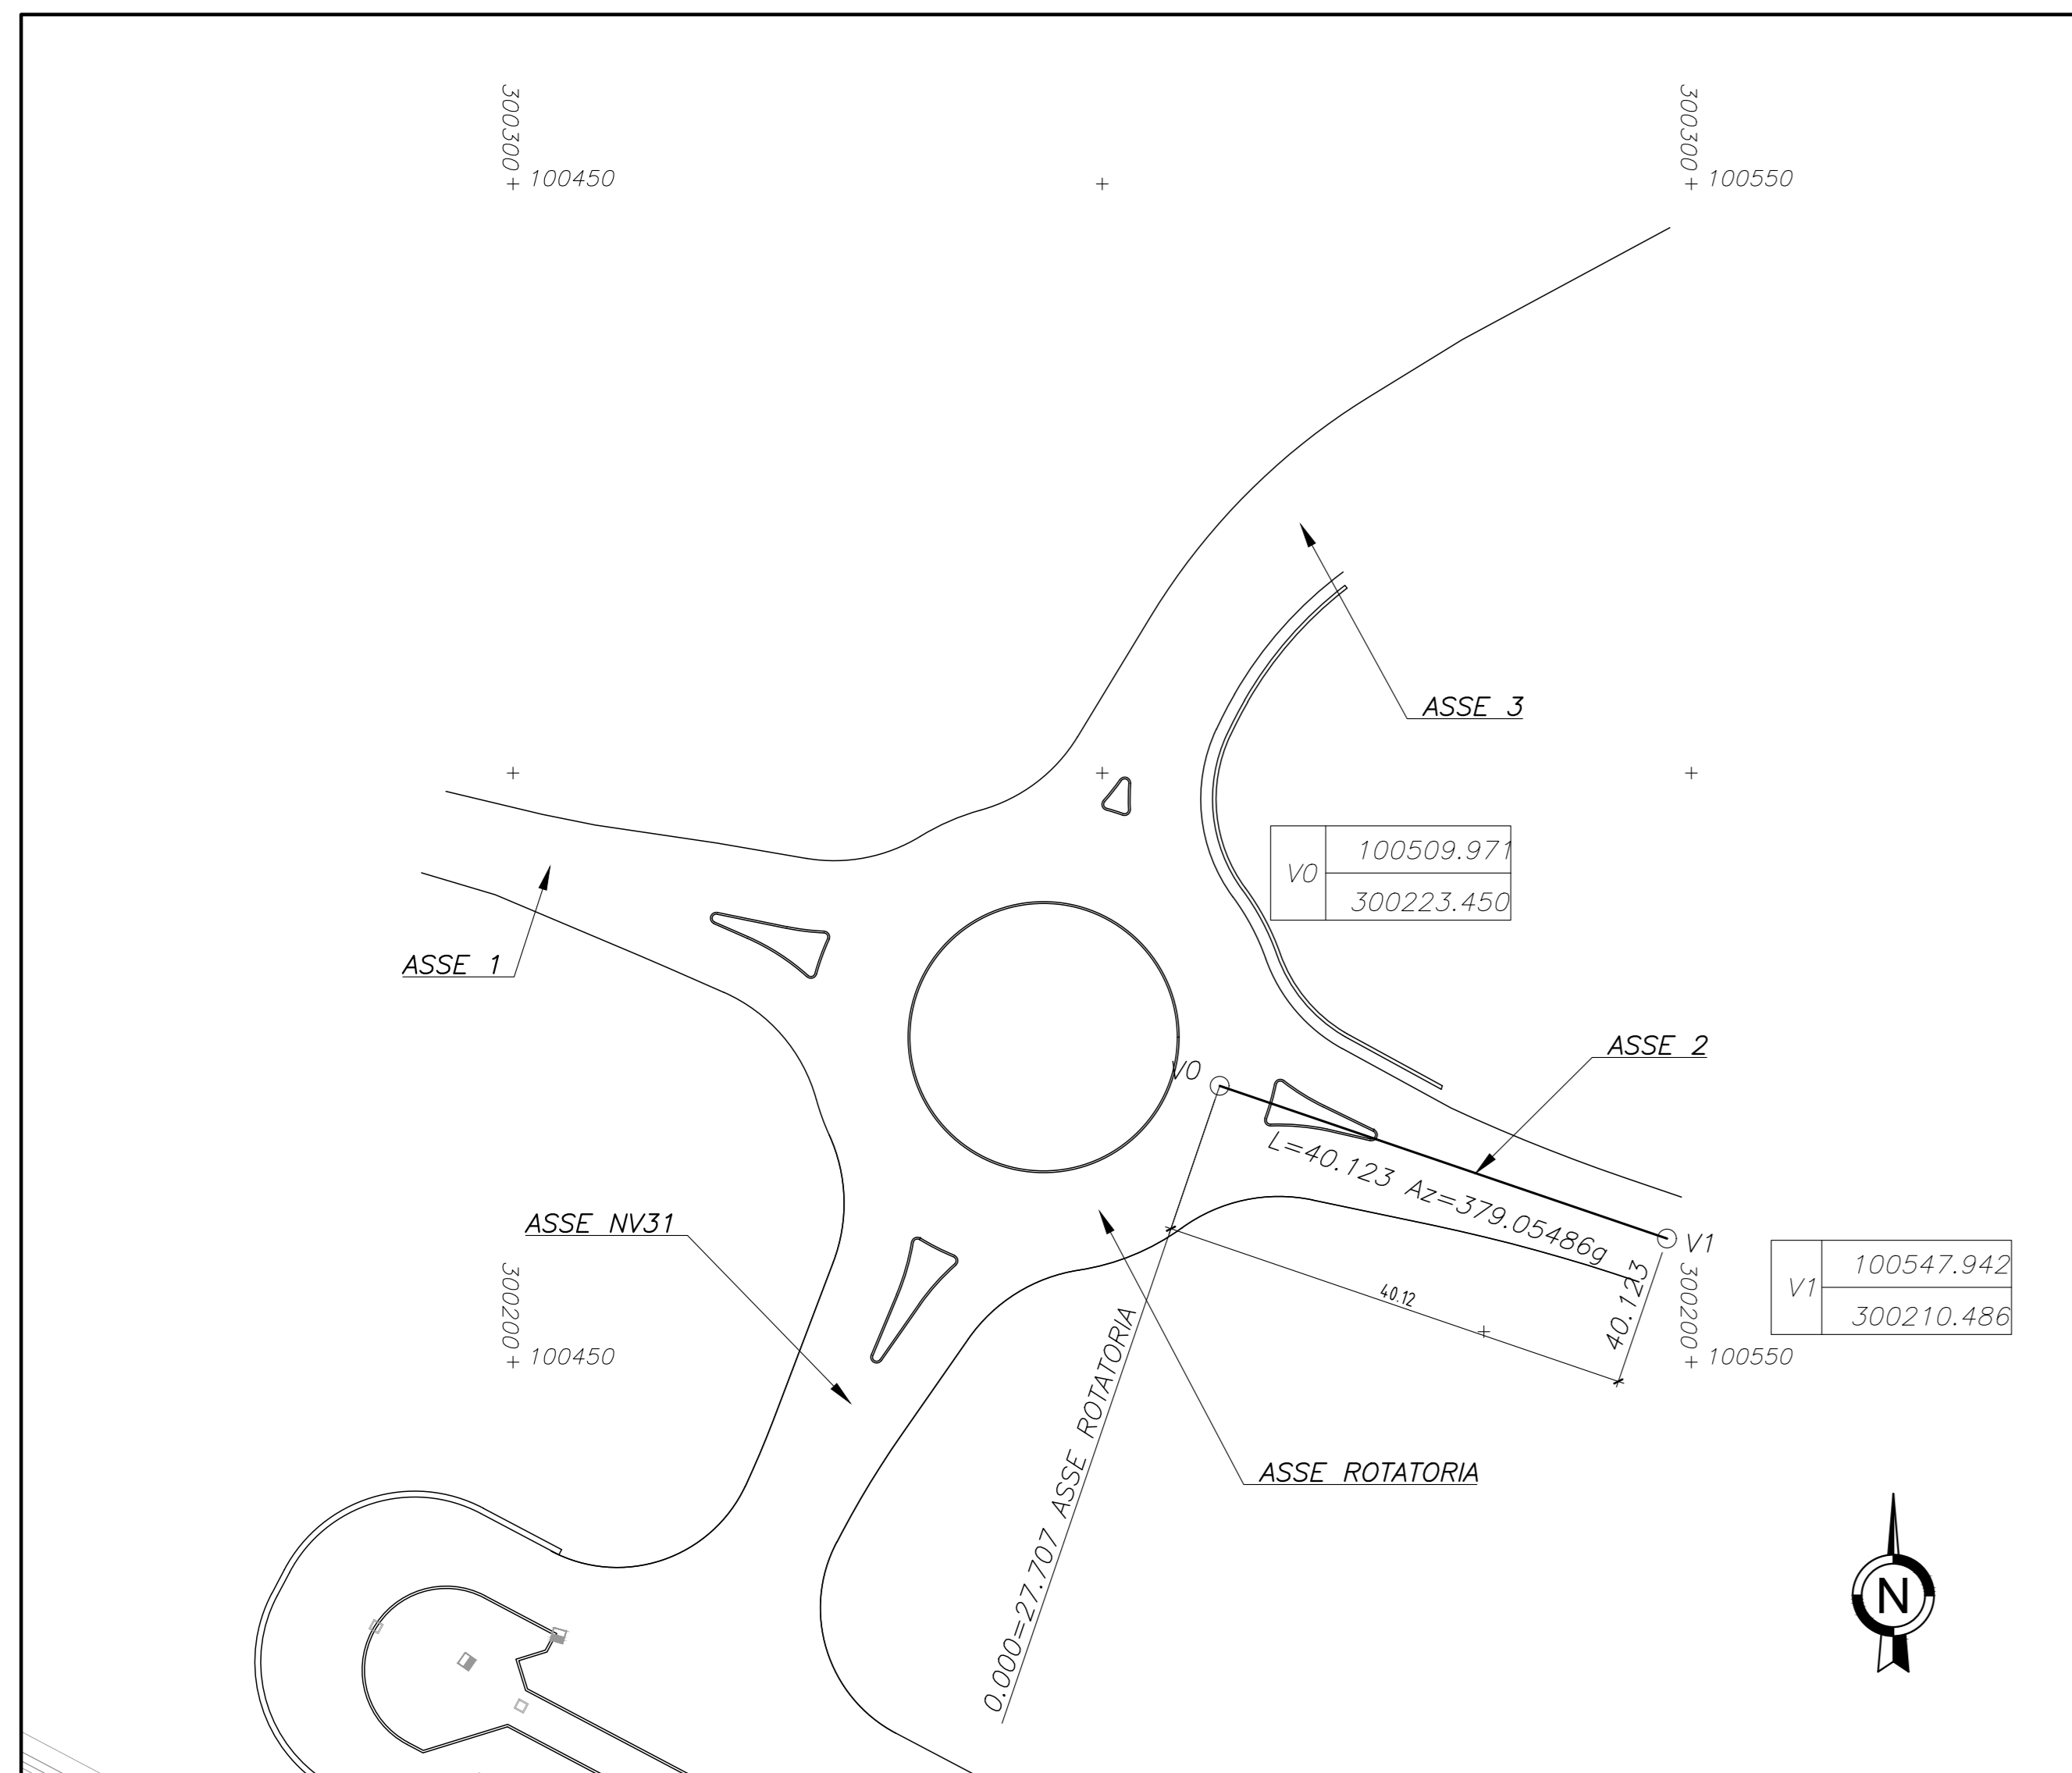 300300
100450
300300
100550
ASSE 3
V0
100509.971
300223.450
ASSE 1
ASSE 2
V0
L=40.123 Az=379.05486g
ASSE NV31
V1
V1
100547.942
300210.486
300200
100450
40.12
40.123
300200
100550
0.000=27.707 ASSE ROTATORIA
ASSE ROTATORIA
N